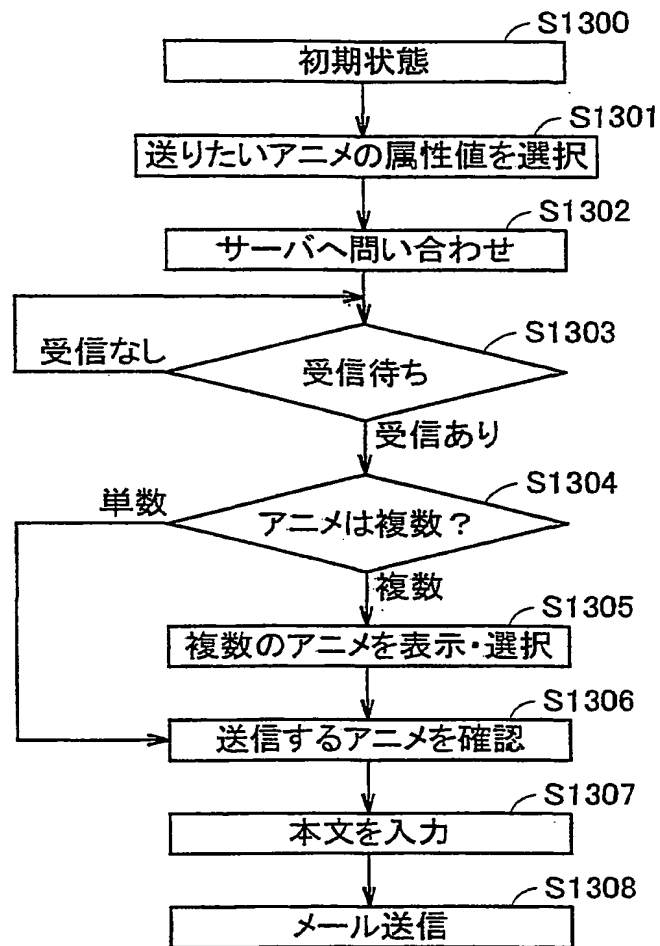 S1300
初期状態
S1301
送りたいアニメの属性値を選択
S1302
サーバへ問い合わせ
S1303
受信なし
受信待ち
受信あり
S1304
単数
アニメは複数？
複数
S1305
複数のアニメを表示・選択
S1306
送信するアニメを確認
S1307
本文を入力
S1308
メール送信